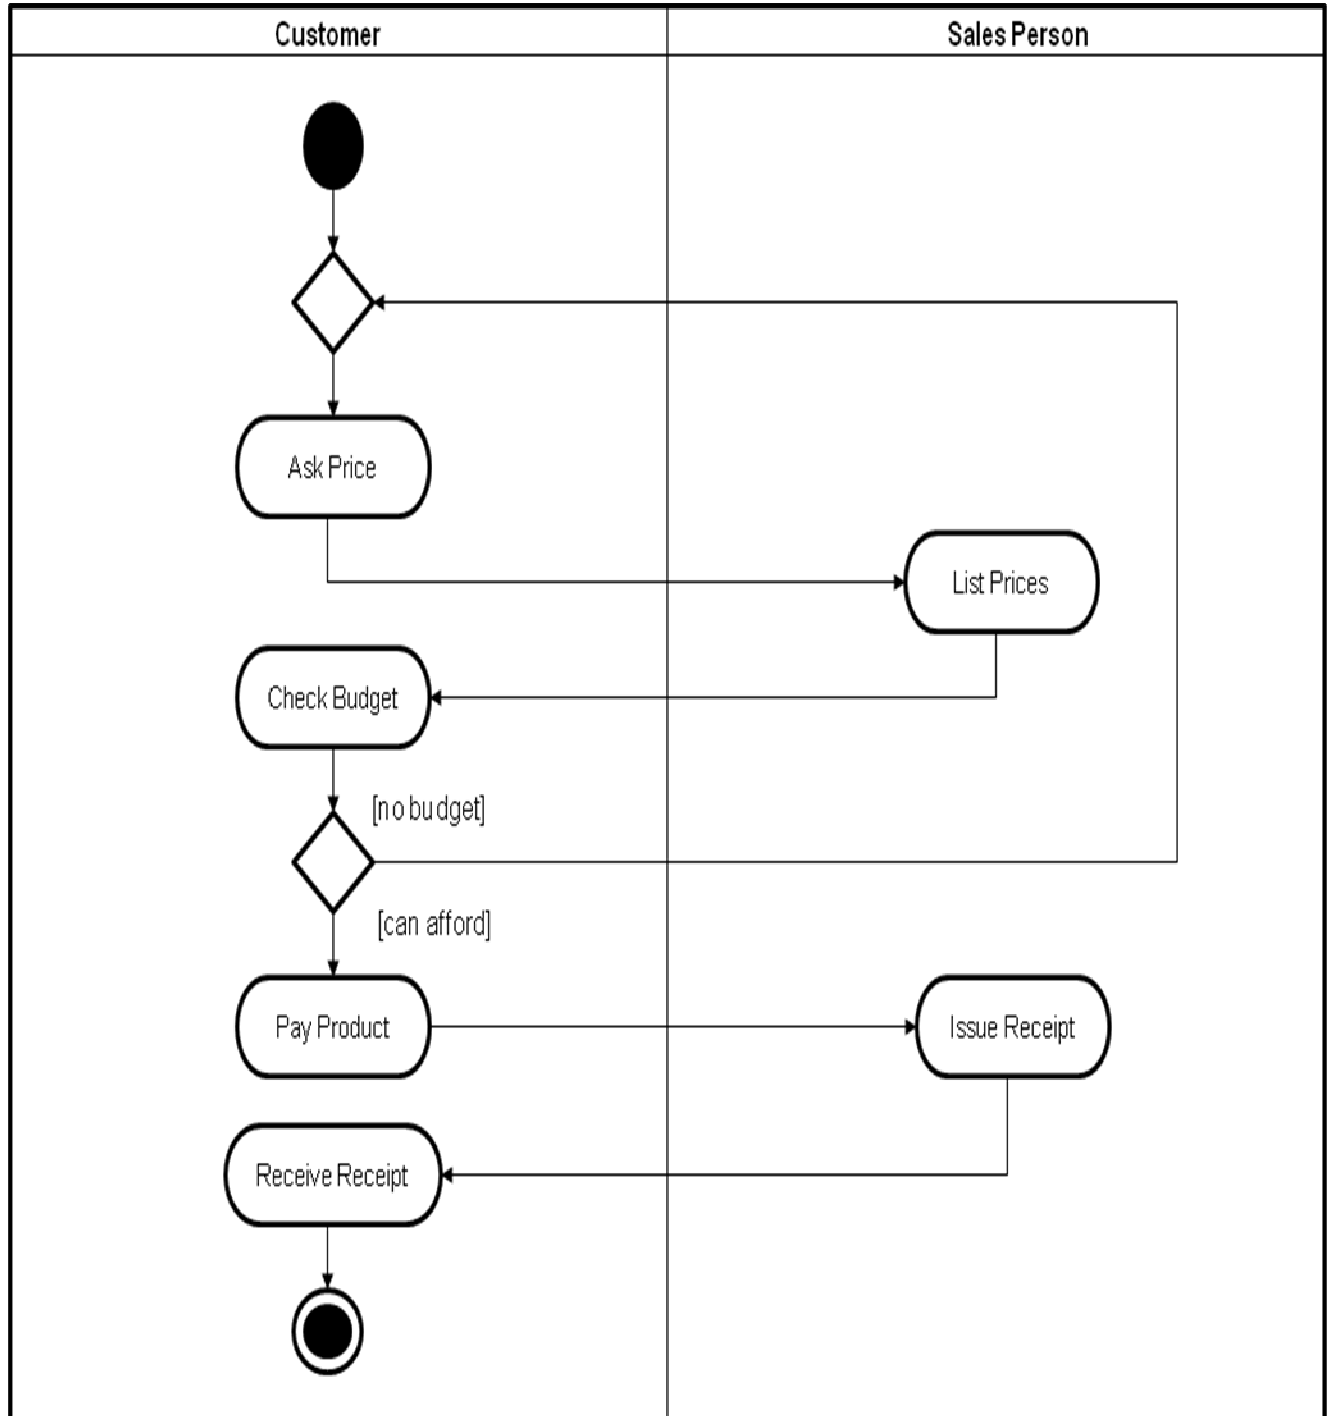 Customer
Sales Person
Ask Price
List Prices
Check Budget
[no budget]
[can afford]
Pay Product
Issue Receipt
Receive Receipt